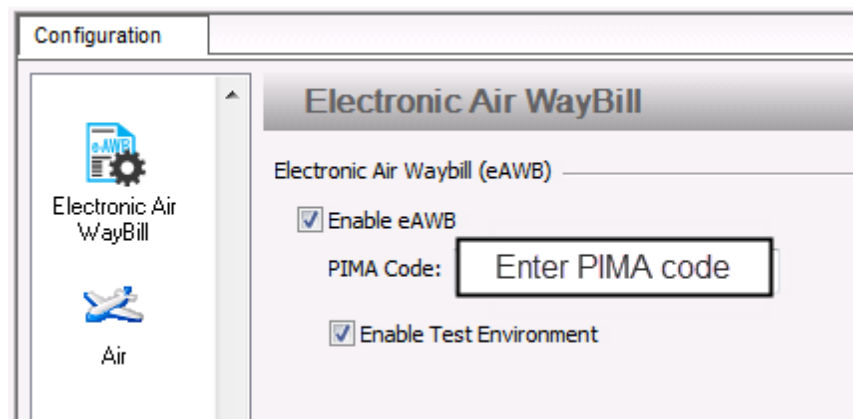 Configuration
Electronic Air WayBill
e-AWB
Electronic Air
WayBill
Air
Electronic Air Waybill (eAWB)
Enable eAWB
PIMA Code: Enter PIMA code
Enable Test Environment